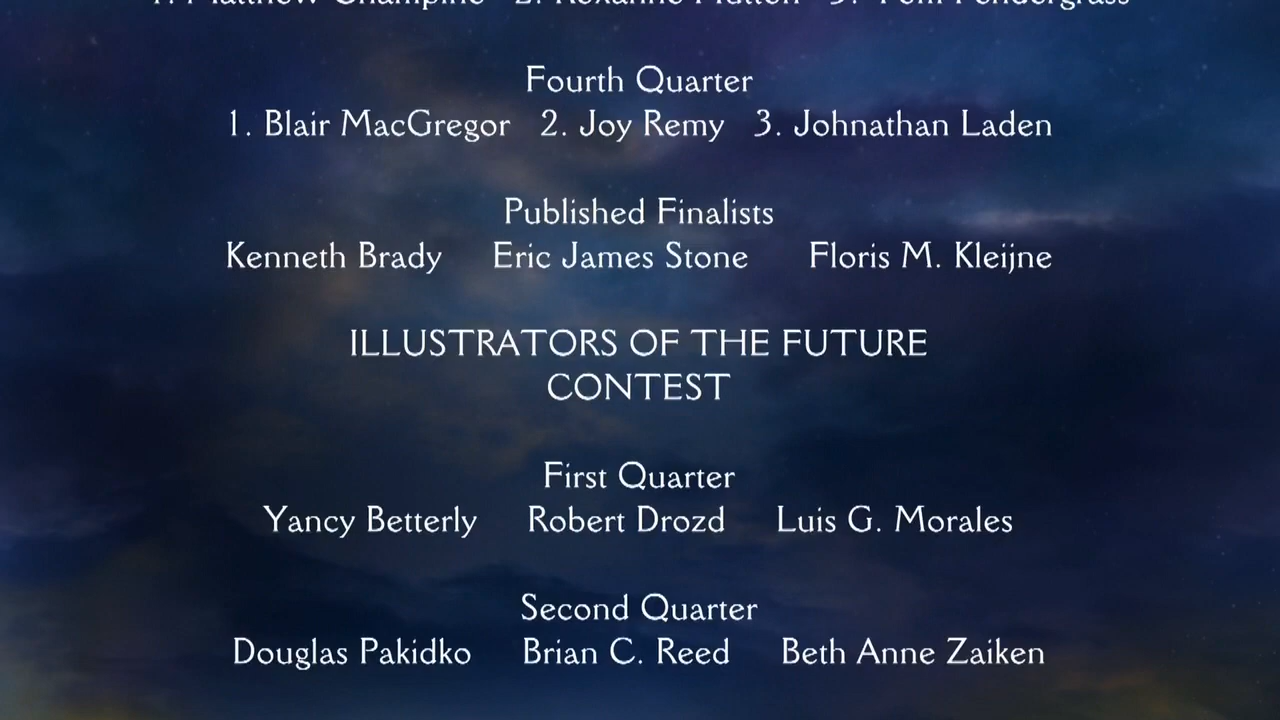 Fourth Quarter
1. Blair MacGregor 2. Joy Remy 3. Johnathan Laden
Published Finalists
Kenneth Brady Eric James Stone Floris M. Kleijne
ILLUSTRATORS OF THE FUTURE
CONTEST
First Quarter
Yancy Betterly Robert Drozd Luis G. Morales
Second Quarter
Douglas Pakidko Brian C. Reed Beth Anne Zaiken